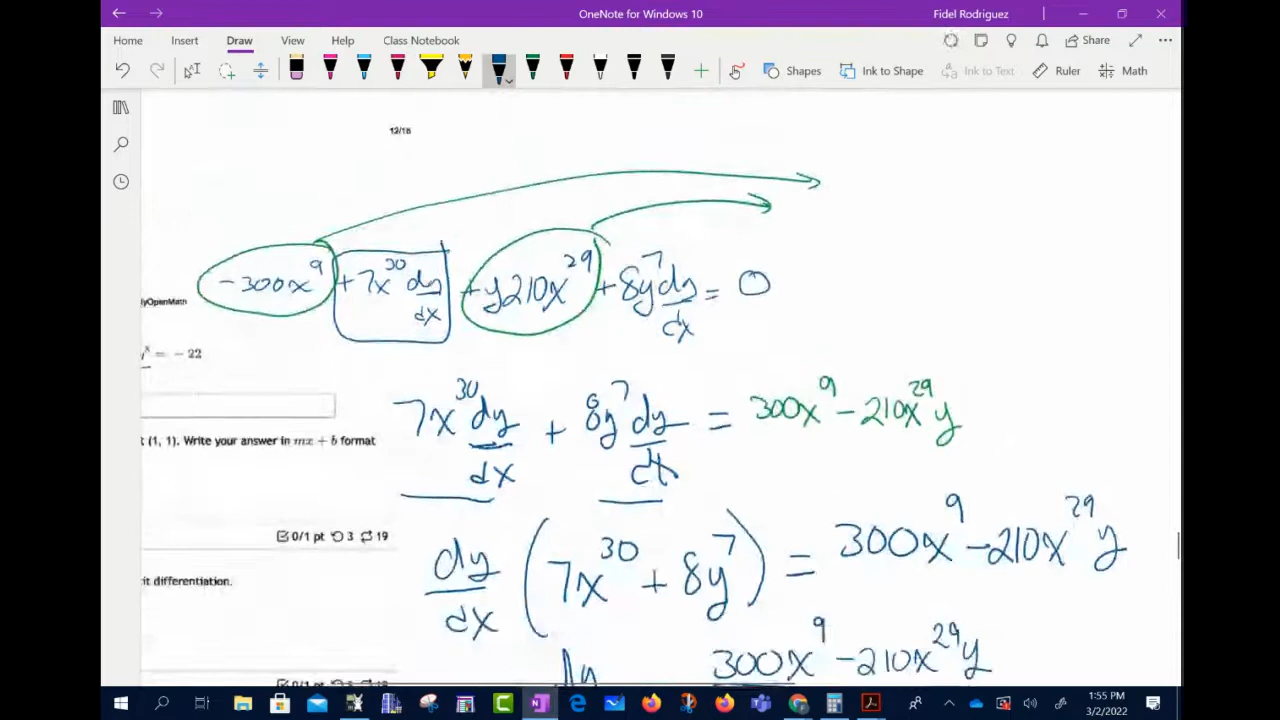 OneNote for Windows 10
Fidel Rodriguez
Home Insert Draw View Help Class Notebook Share
Shapes Ink to Shape Ink to Text Ruler Math
12/18
-300x^9 + 7x^30 dy/dx + y210x^29 + 8y^7 dy/dx = 0
lyOpenMath
y^x = - 22
7x^30 dy/dx + 8y^7 dy/dx = 300x^9 - 210x^29 y
t (1, 1). Write your answer in mx + b format
0/1 pt 3 19
dy/dx (7x^30 + 8y^7) = 300x^9 - 210x^29 y
it differentiation.
dy 300x^9 - 210x^29 y
1:55 PM
3/2/2022